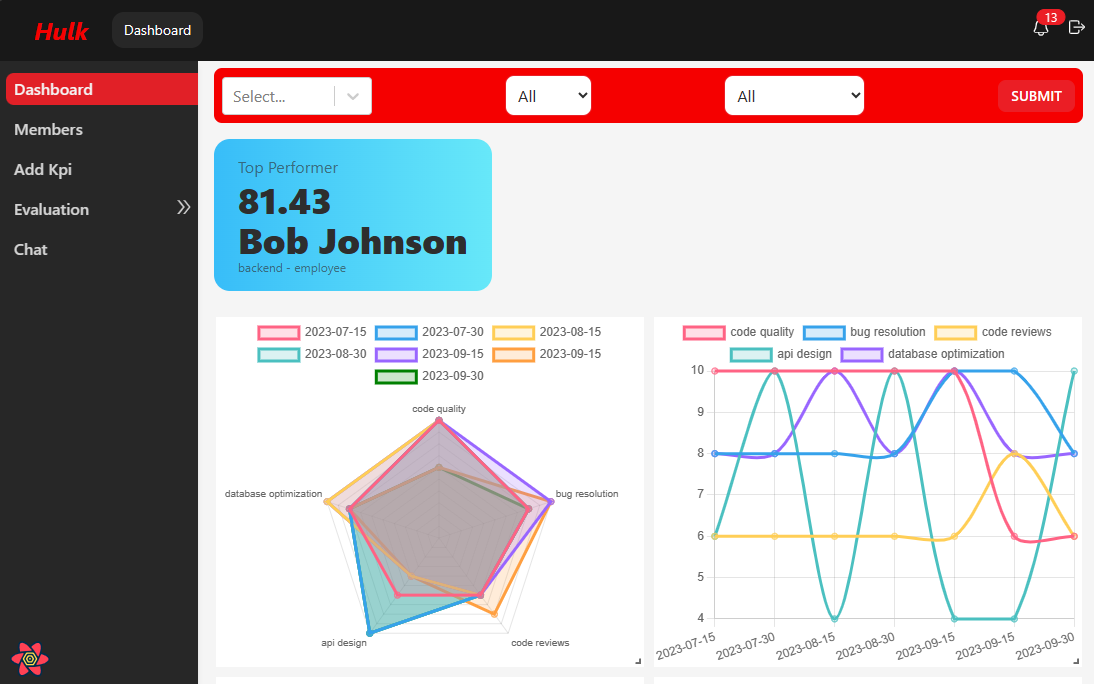 Hulk Dashboard 13
Dashboard
Members
Add Kpi
Evaluation
Chat
Select... All All SUBMIT
Top Performer
81.43
Bob Johnson
backend - employee
2023-07-15 2023-07-30 2023-08-15
2023-08-30 2023-09-15 2023-09-15
2023-09-30
code quality
database optimization bug resolution
api design code reviews
code quality bug resolution code reviews
api design database optimization
10
9
8
7
6
5
4
2023-07-15 2023-07-30 2023-08-15 2023-08-30 2023-09-15 2023-09-15 2023-09-30